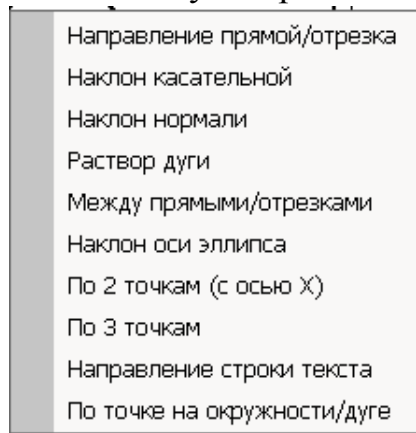 Направление прямой/отрезка
Наклон касательной
Наклон нормали
Раствор дуги
Между прямыми/отрезками
Наклон оси эллипса
По 2 точкам (с осью X)
По 3 точкам
Направление строки текста
По точке на окружности/дуге